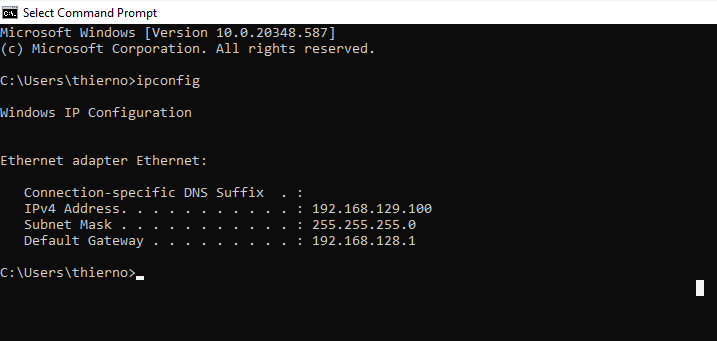 Select Command Prompt
Microsoft Windows [Version 10.0.20348.587]
(c) Microsoft Corporation. All rights reserved.
C:\Users\thierno>ipconfig
Windows IP Configuration
Ethernet adapter Ethernet:
   Connection-specific DNS Suffix  . :
   IPv4 Address. . . . . . . . . . . : 192.168.129.100
   Subnet Mask . . . . . . . . . . . : 255.255.255.0
   Default Gateway . . . . . . . . . : 192.168.128.1
C:\Users\thierno>